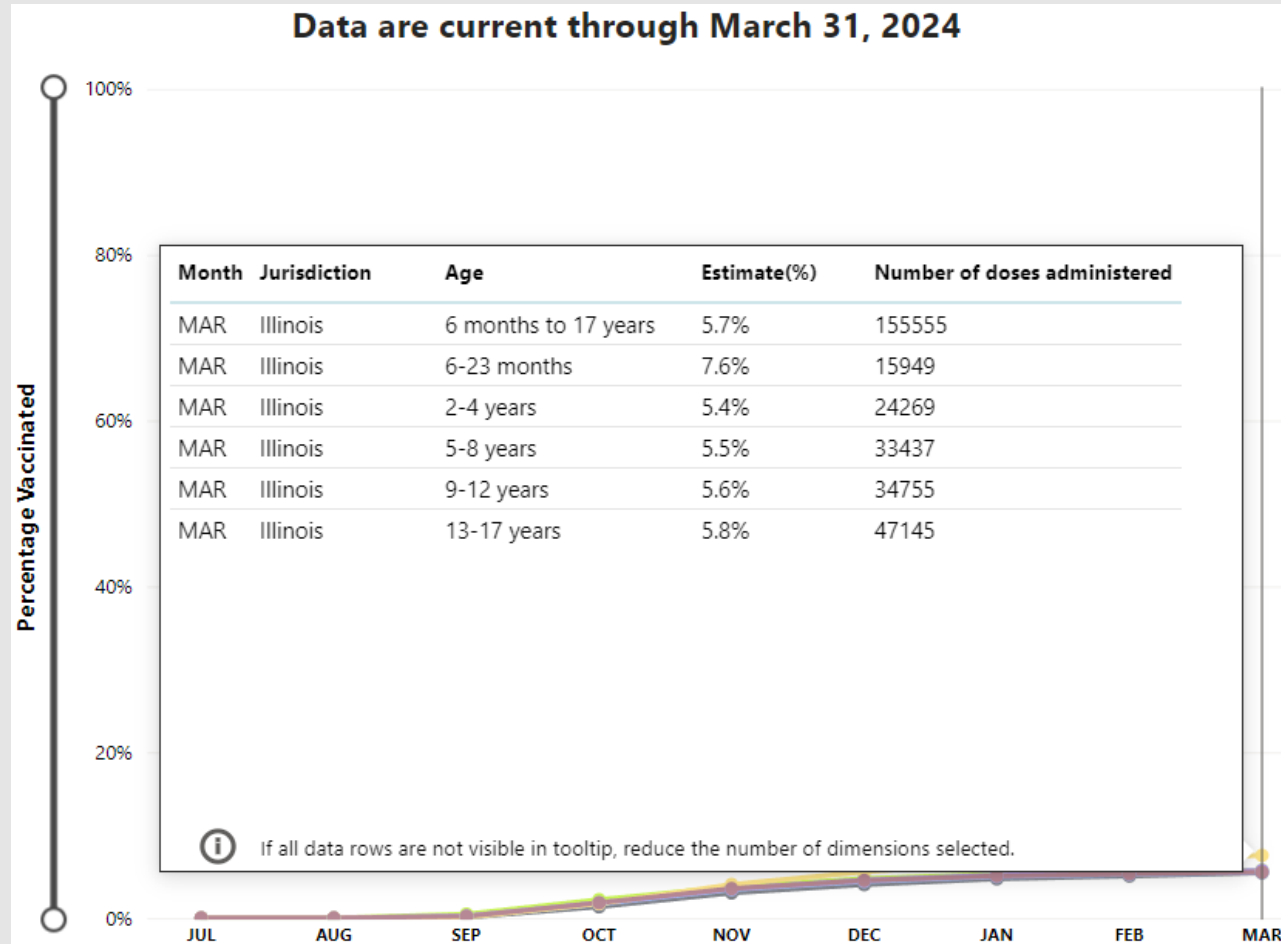 Data are current through March 31, 2024
100%
80%
Month Jurisdiction Age Estimate(%) Number of doses administered
MAR Illinois 6 months to 17 years 5.7% 155555
MAR Illinois 6-23 months 7.6% 15949
MAR Illinois 2-4 years 5.4% 24269
60%
MAR Illinois 5-8 years 5.5% 33437
MAR Illinois 9-12 years 5.6% 34755
MAR Illinois 13-17 years 5.8% 47145
Percentage Vaccinated
40%
20%
If all data rows are not visible in tooltip, reduce the number of dimensions selected.
0%
JUL AUG SEP OCT NOV DEC JAN FEB MAR